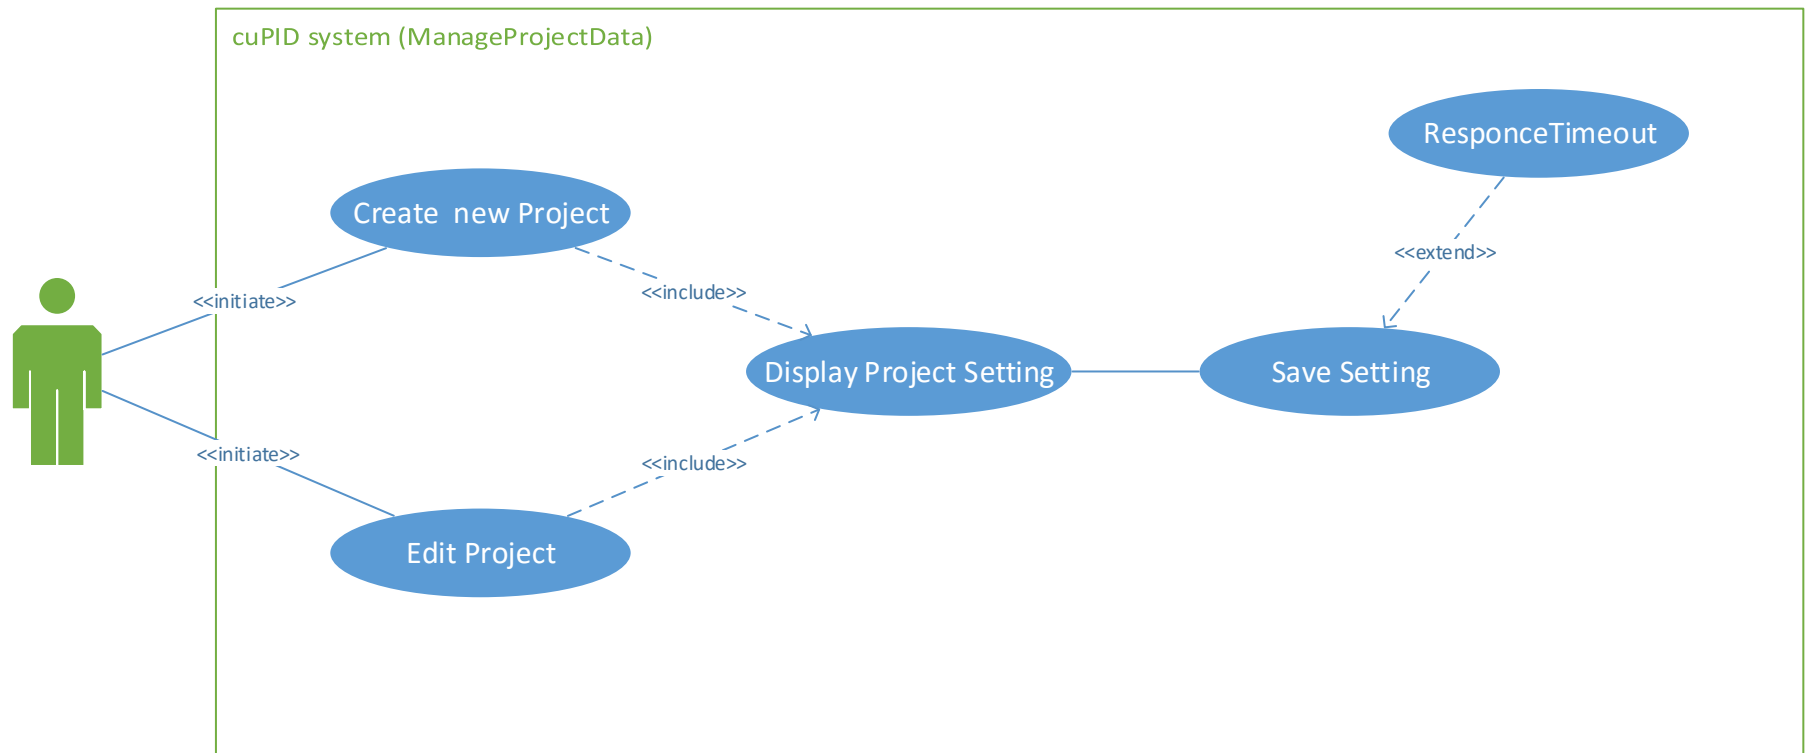 cuPID system (ManageProjectData)
ResponceTimeout
Create  new Project
<<extend>>
<<initiate>>
<<include>>
Display Project Setting
Save Setting
<<initiate>>
<<include>>
Edit Project